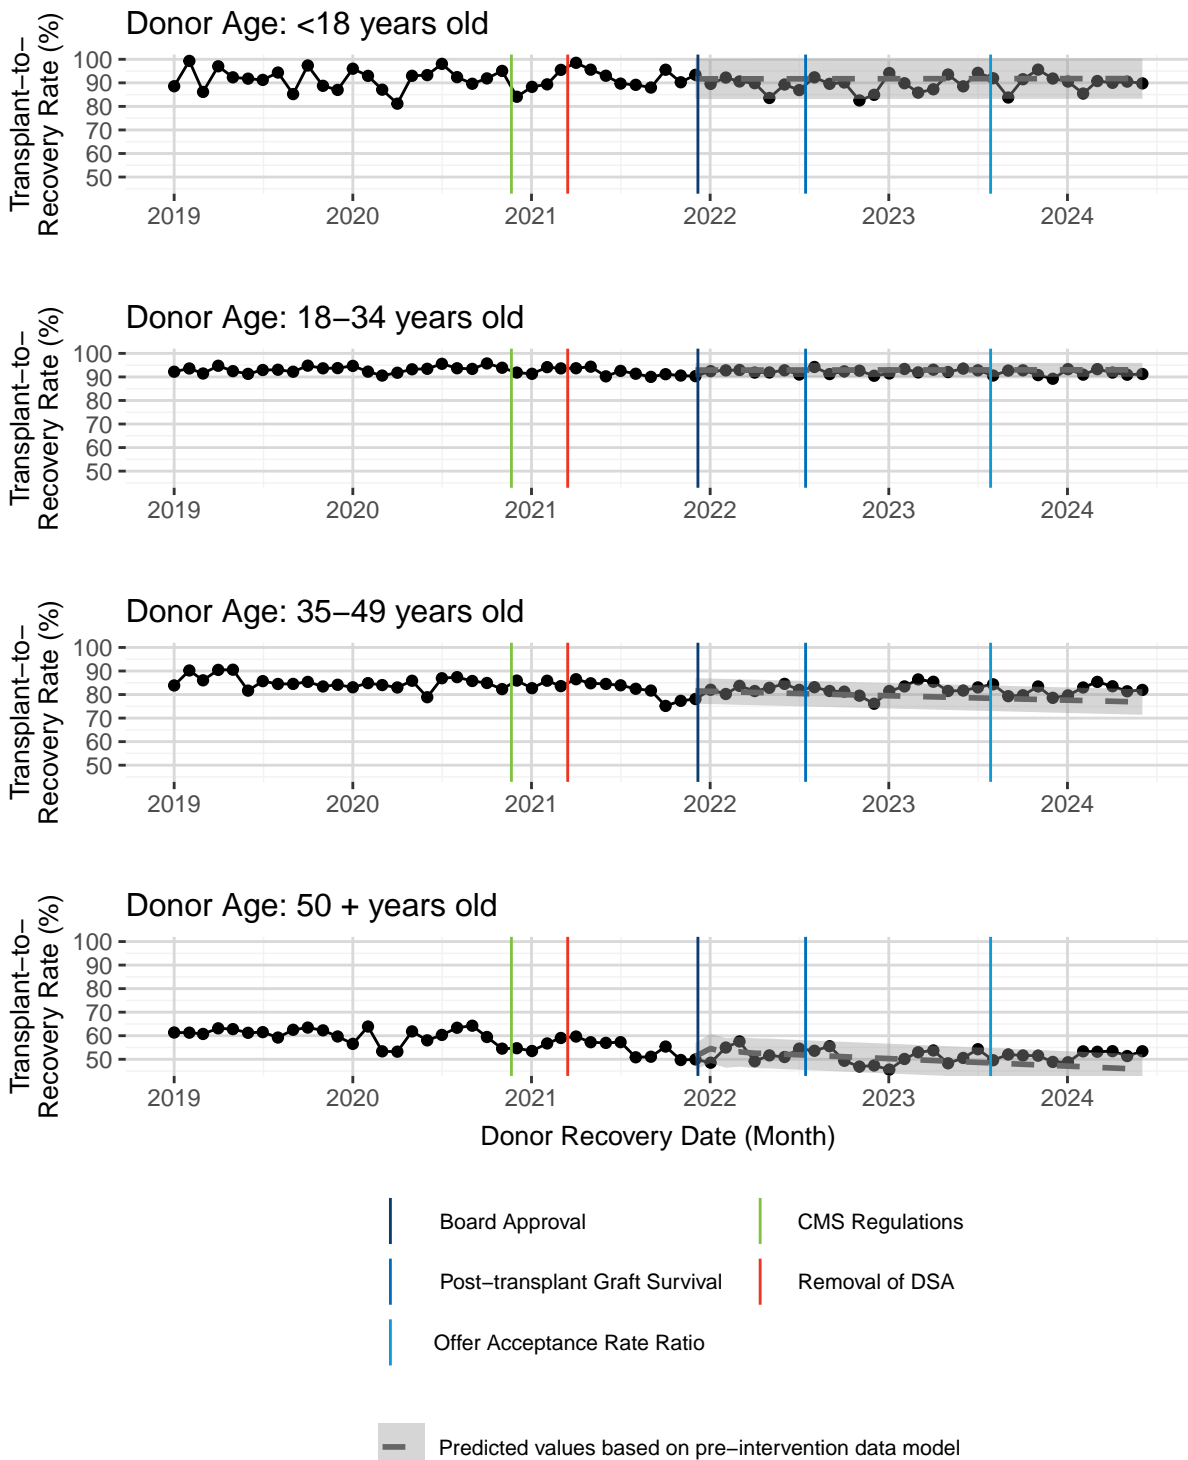 Donor Age: <18 years old
Transplant−to−
Recovery Rate (%)
100
90
80
70
60
50
2019
2020
2021
2022
2023
2024
Donor Age: 18−34 years old
Transplant−to−
Recovery Rate (%)
100
90
80
70
60
50
2019
2020
2021
2022
2023
2024
Donor Age: 35−49 years old
Transplant−to−
Recovery Rate (%)
100
90
80
70
60
50
2019
2020
2021
2022
2023
2024
Donor Age: 50 + years old
Transplant−to−
Recovery Rate (%)
100
90
80
70
60
50
2019
2020
2021
2022
2023
2024
Donor Recovery Date (Month)
Board Approval
CMS Regulations
Post−transplant Graft Survival
Removal of DSA
Offer Acceptance Rate Ratio
Predicted values based on pre−intervention data model